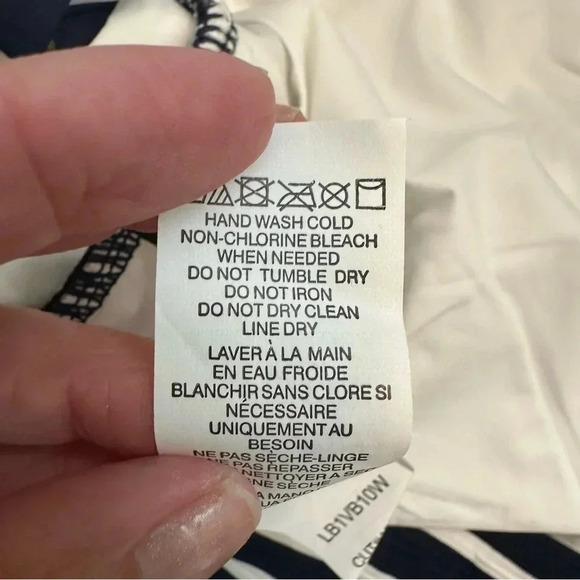 HAND WASH COLD
NON-CHLORINE BLEACH
WHEN NEEDED
DO NOT TUMBLE DRY
DO NOT IRON
DO NOT DRY CLEAN
LINE DRY
LAVER À LA MAIN
EN EAU FROIDE
BLANCHIR SANS CLORE SI
NÉCESSAIRE
UNIQUEMENT AU
BESOIN
NE PAS SÈCHE-LINGE
NE PAS REPASSER
NETTOYER A
SÈCHE
LB1VB10W